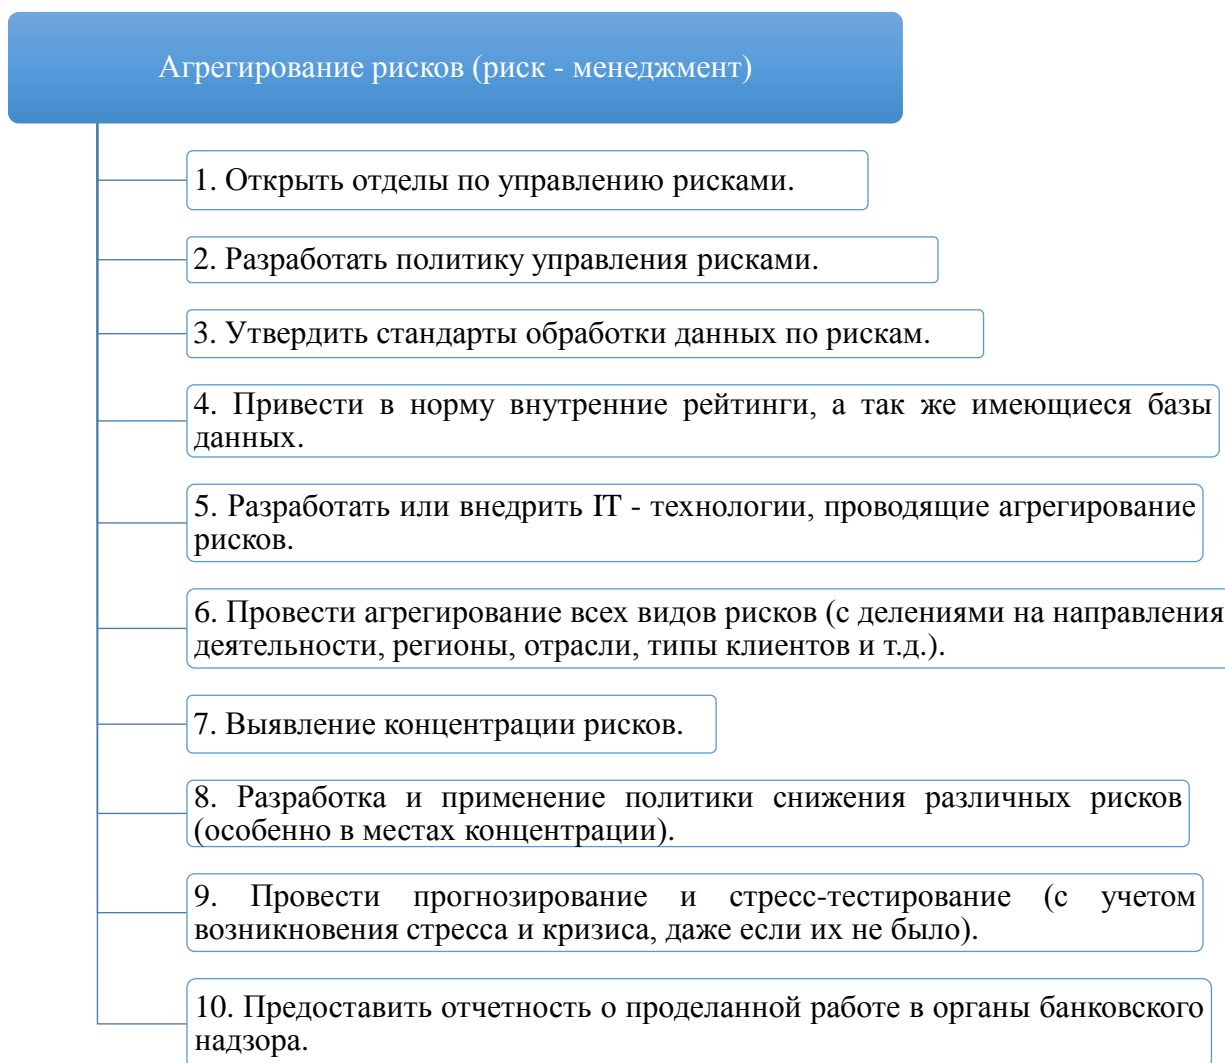 Агрегирование рисков (риск - менеджмент)
1. Открыть отделы по управлению рисками.
2. Разработать политику управления рисками.
3. Утвердить стандарты обработки данных по рискам.
4. Привести в норму внутренние рейтинги, а так же имеющиеся базы
данных.
5. Разработать или внедрить IT - технологии, проводящие агрегирование
рисков.
6. Провести агрегирование всех видов рисков (с делениями на направления
деятельности, регионы, отрасли, типы клиентов и т.д.).
7. Выявление концентрации рисков.
8. Разработка и применение политики снижения различных рисков
(особенно в местах концентрации).
9. Провести прогнозирование и стресс-тестирование (с учетом
возникновения стресса и кризиса, даже если их не было).
10. Предоставить отчетность о проделанной работе в органы банковского
надзора.